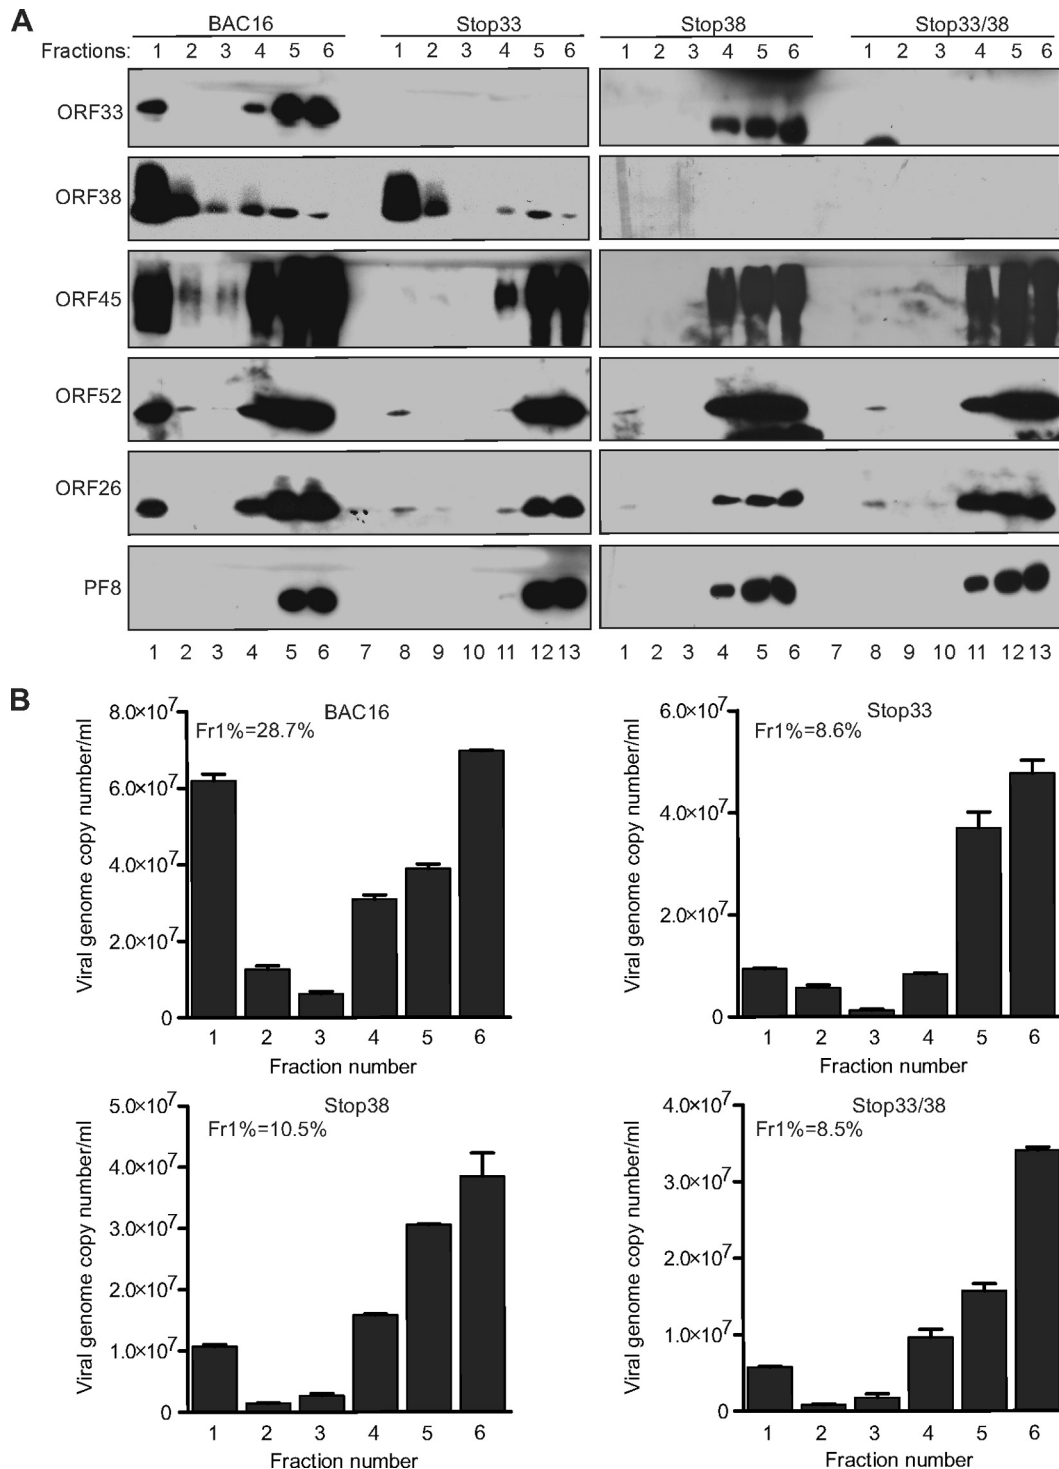 A
BAC16 Stop33 Stop38 Stop33/38
Fractions: 1 2 3 4 5 6 1 2 3 4 5 6 1 2 3 4 5 6 1 2 3 4 5 6
ORF33
ORF38
ORF45
ORF52
ORF26
PF8
1 2 3 4 5 6 7 8 9 10 11 12 13 1 2 3 4 5 6 7 8 9 10 11 12 13
B
BAC16
Fr1%=28.7%
Viral genome copy number/ml
8.0×10⁷
6.0×10⁷
4.0×10⁷
2.0×10⁷
0
1 2 3 4 5 6
Fraction number
Stop33
Fr1%=8.6%
Viral genome copy number/ml
6.0×10⁷
4.0×10⁷
2.0×10⁷
0
1 2 3 4 5 6
Fraction number
Stop38
Fr1%=10.5%
Viral genome copy number/ml
5.0×10⁷
4.0×10⁷
3.0×10⁷
2.0×10⁷
1.0×10⁷
0
1 2 3 4 5 6
Fraction number
Stop33/38
Fr1%=8.5%
Viral genome copy number/ml
4.0×10⁷
3.0×10⁷
2.0×10⁷
1.0×10⁷
0
1 2 3 4 5 6
Fraction number